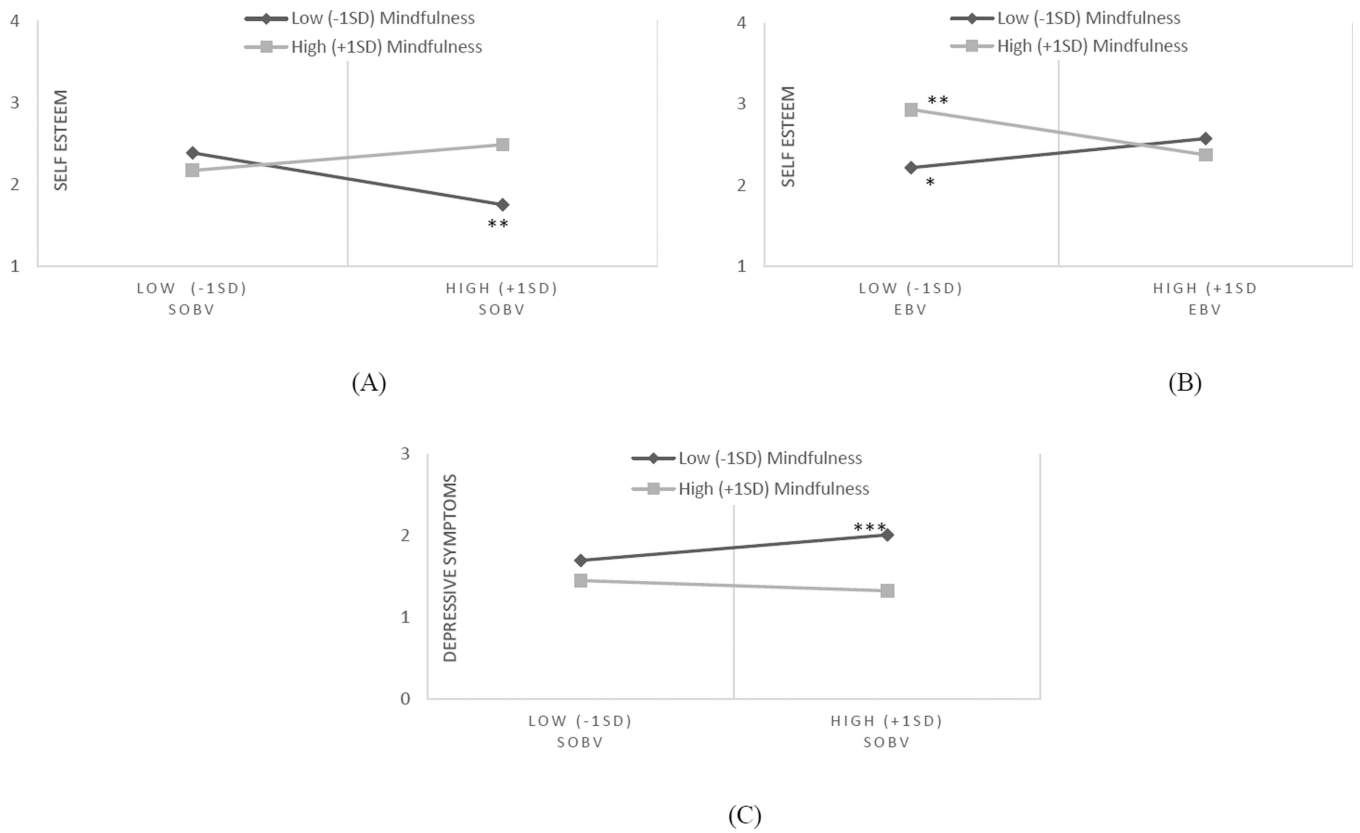 Low (-1SD) Mindfulness
High (+1SD) Mindfulness
4
3
2
1
SELF ESTEEM
**
LOW (-1SD)
SOBV
HIGH (+1SD)
SOBV
(A)
Low (-1SD) Mindfulness
High (+1SD) Mindfulness
4
3
2
1
SELF ESTEEM
**
*
LOW (-1SD)
EBV
HIGH (+1SD
EBV
(B)
Low (-1SD) Mindfulness
High (+1SD) Mindfulness
3
2
1
0
DEPRESSIVE SYMPTOMS
***
LOW (-1SD)
SOBV
HIGH (+1SD)
SOBV
(C)